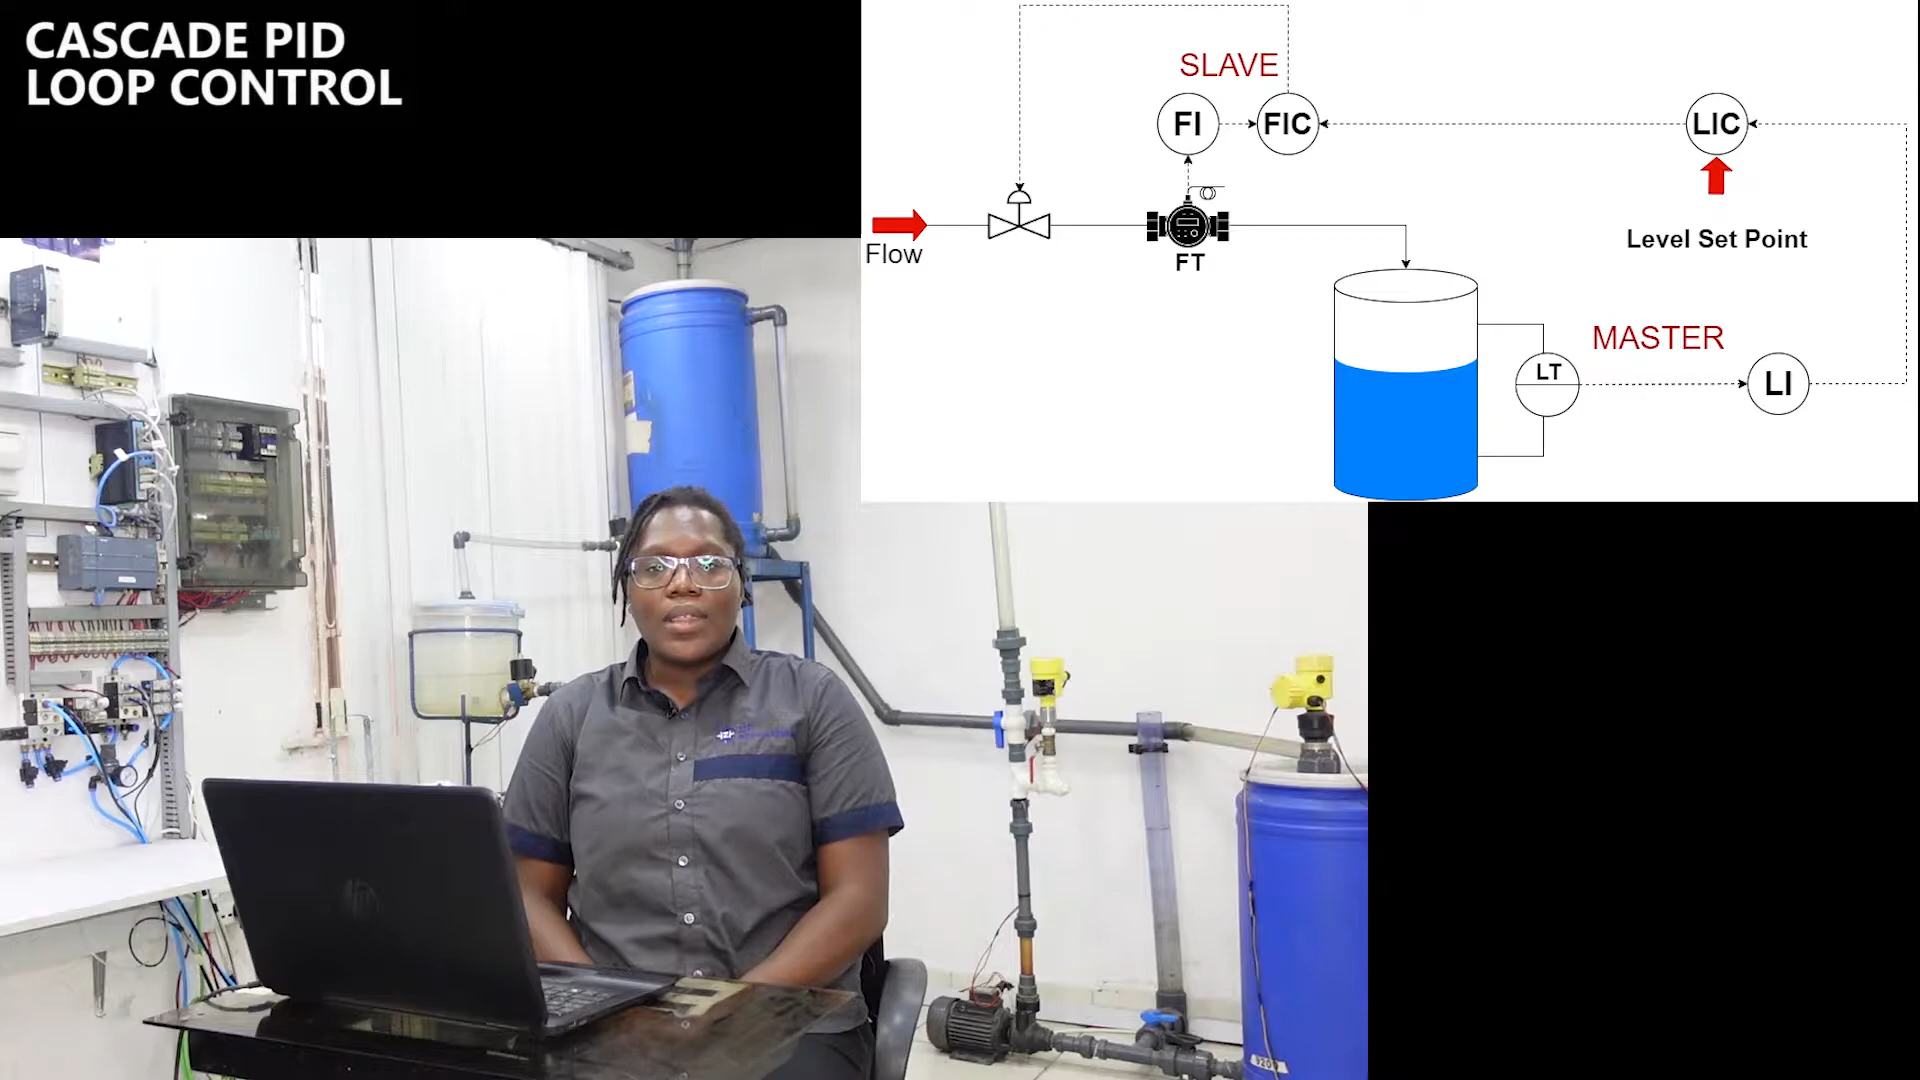 CASCADE PID
LOOP CONTROL
SLAVE
FI
FIC
LIC
Flow
FT
Level Set Point
MASTER
LT
LI